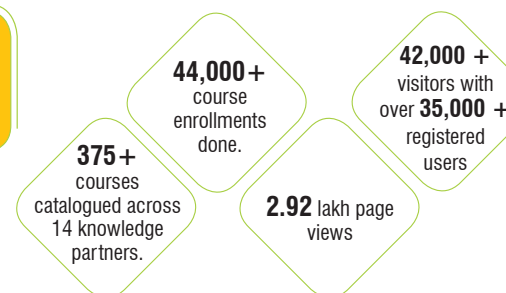 375+
courses
catalogued across
14 knowledge
partners.
44,000+
course
enrollments
done.
2.92 lakh page
views
42,000 +
visitors with
over 35,000 +
registered
users